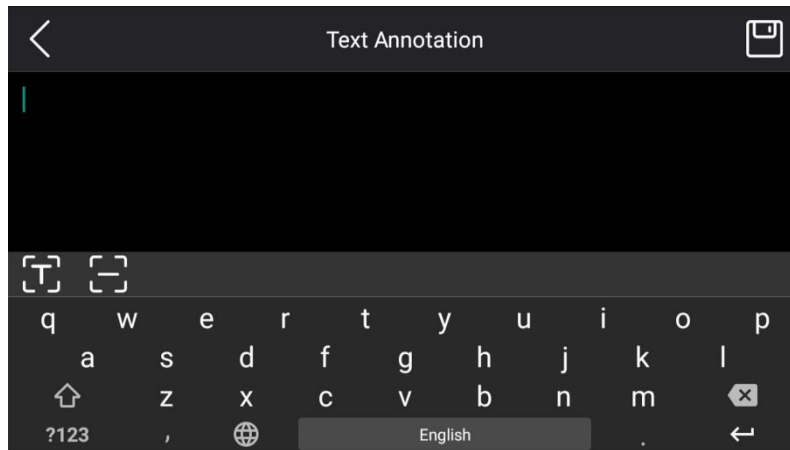 Text Annotation
T
q w e r t y u i o p
a s d f g h j k l
z x c v b n m
?123 , English .